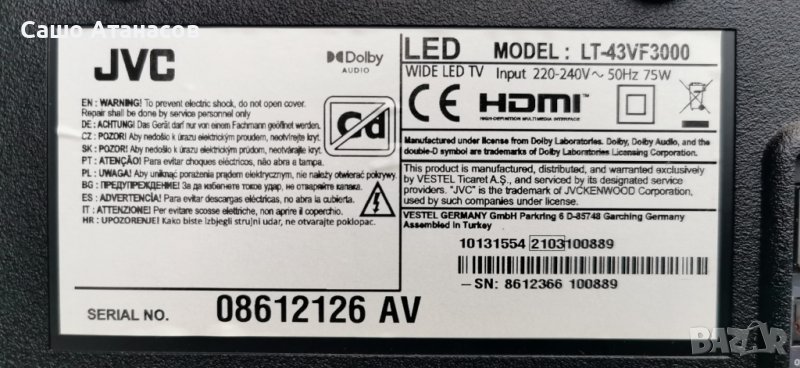 Сашо Атанасов
JVC
Dolby
AUDIO
EN : WARNING! To prevent electric shock, do not open cover.
Repair shall be done by service personnel only
DE : ACHTUNG! Das Gerät darf nur von einem Fachmann geöffnet werden.
CZ : POZOR! Aby nedošlo k úrazu elektrickým proudem, neotvírejte kryt.
SK : POZOR! Aby nedošlo k úrazu elektrickým prúdom, neotvárajte kryt.
PT : ATENÇÃO! Para evitar choques eléctricos, não abra a tampa.
PL : UWAGA! Aby uniknąć porażenia prądem elektrycznym, nie należy otwierać pokrywy.
BG : ПРЕДУПРЕЖДЕНИЕ! За да избегнете токов удар, не отваряйте капака.
ES : ADVERTENCIA! Para evitar descargas eléctricas, no abra la cubierta.
IT : ATTENZIONE! Per evitare scosse elettriche, non aprire il coperchio.
HR : UPOZORENJE! Kako biste izbjegli strujni udar, ne otvarajte poklopac.
Cd
SERIAL NO. 08612126 AV
LED MODEL : LT-43VF3000
WIDE LED TV Input 220-240V~ 50Hz 75W
CE HDMI
HIGH-DEFINITION MULTIMEDIA INTERFACE
Manufactured under license from Dolby Laboratories. Dolby, Dolby Audio, and the
double-D symbol are trademarks of Dolby Laboratories Licensing Corporation.
This product is manufactured, distributed, and warranted exclusively
by VESTEL Ticaret A.Ş., and serviced by its designated service
providers. "JVC" is the trademark of JVCKENWOOD Corporation,
used by such companies under license.
VESTEL GERMANY GmbH Parkring 6 D-85748 Garching Germany
Assembled in Turkey
10131554 2103100889
–SN: 8612366 100889
BAZAR